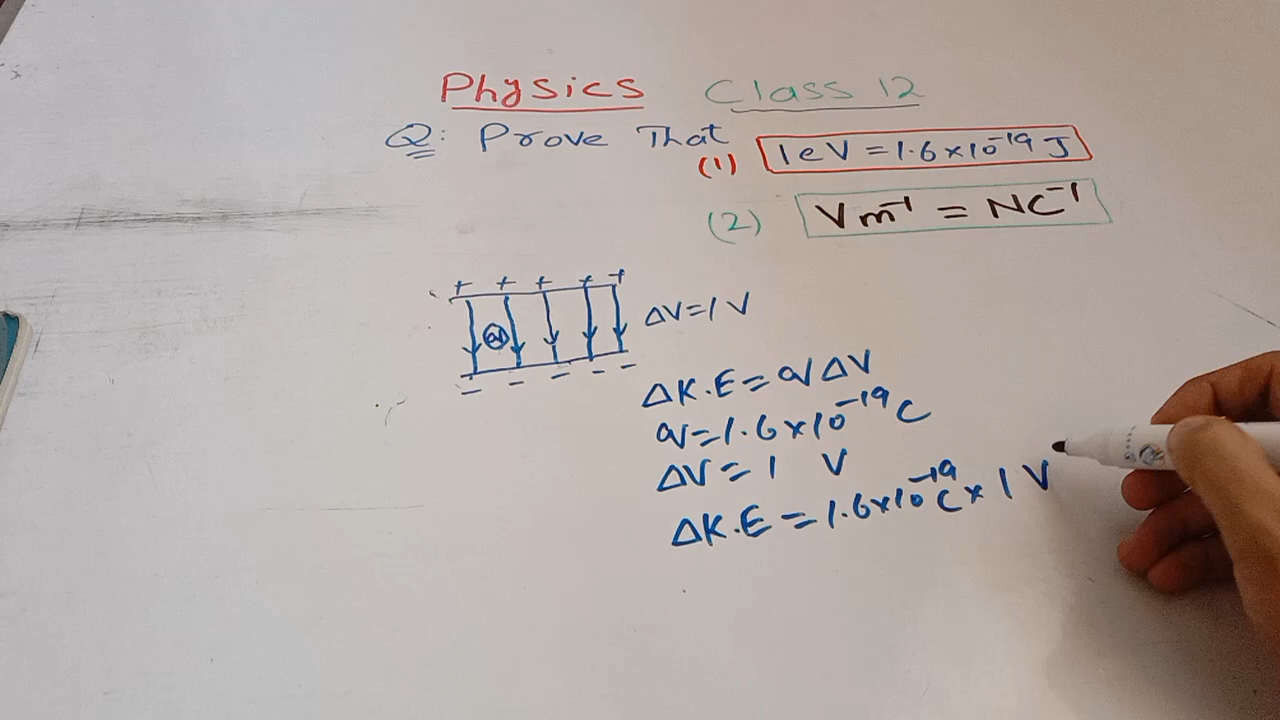 Physics Class 12
Q: Prove That
(1) 1eV = 1.6×10⁻¹⁹ J
(2) Vm⁻¹ = NC⁻¹
+ + + + +
q
ΔV=1 V
- - - - -
ΔK.E = qΔV
q=1.6×10⁻¹⁹ C
ΔV = 1 V
ΔK.E = 1.6×10⁻¹⁹ C × 1 V